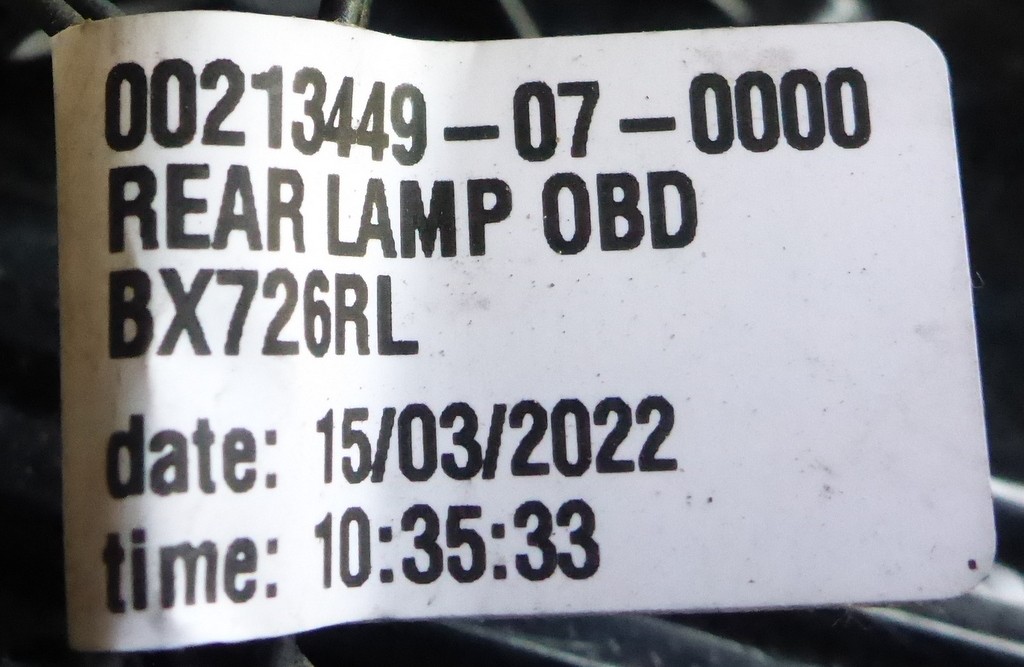 00213449-07-0000
REAR LAMP OBD
BX726RL
date: 15/03/2022
time: 10:35:33